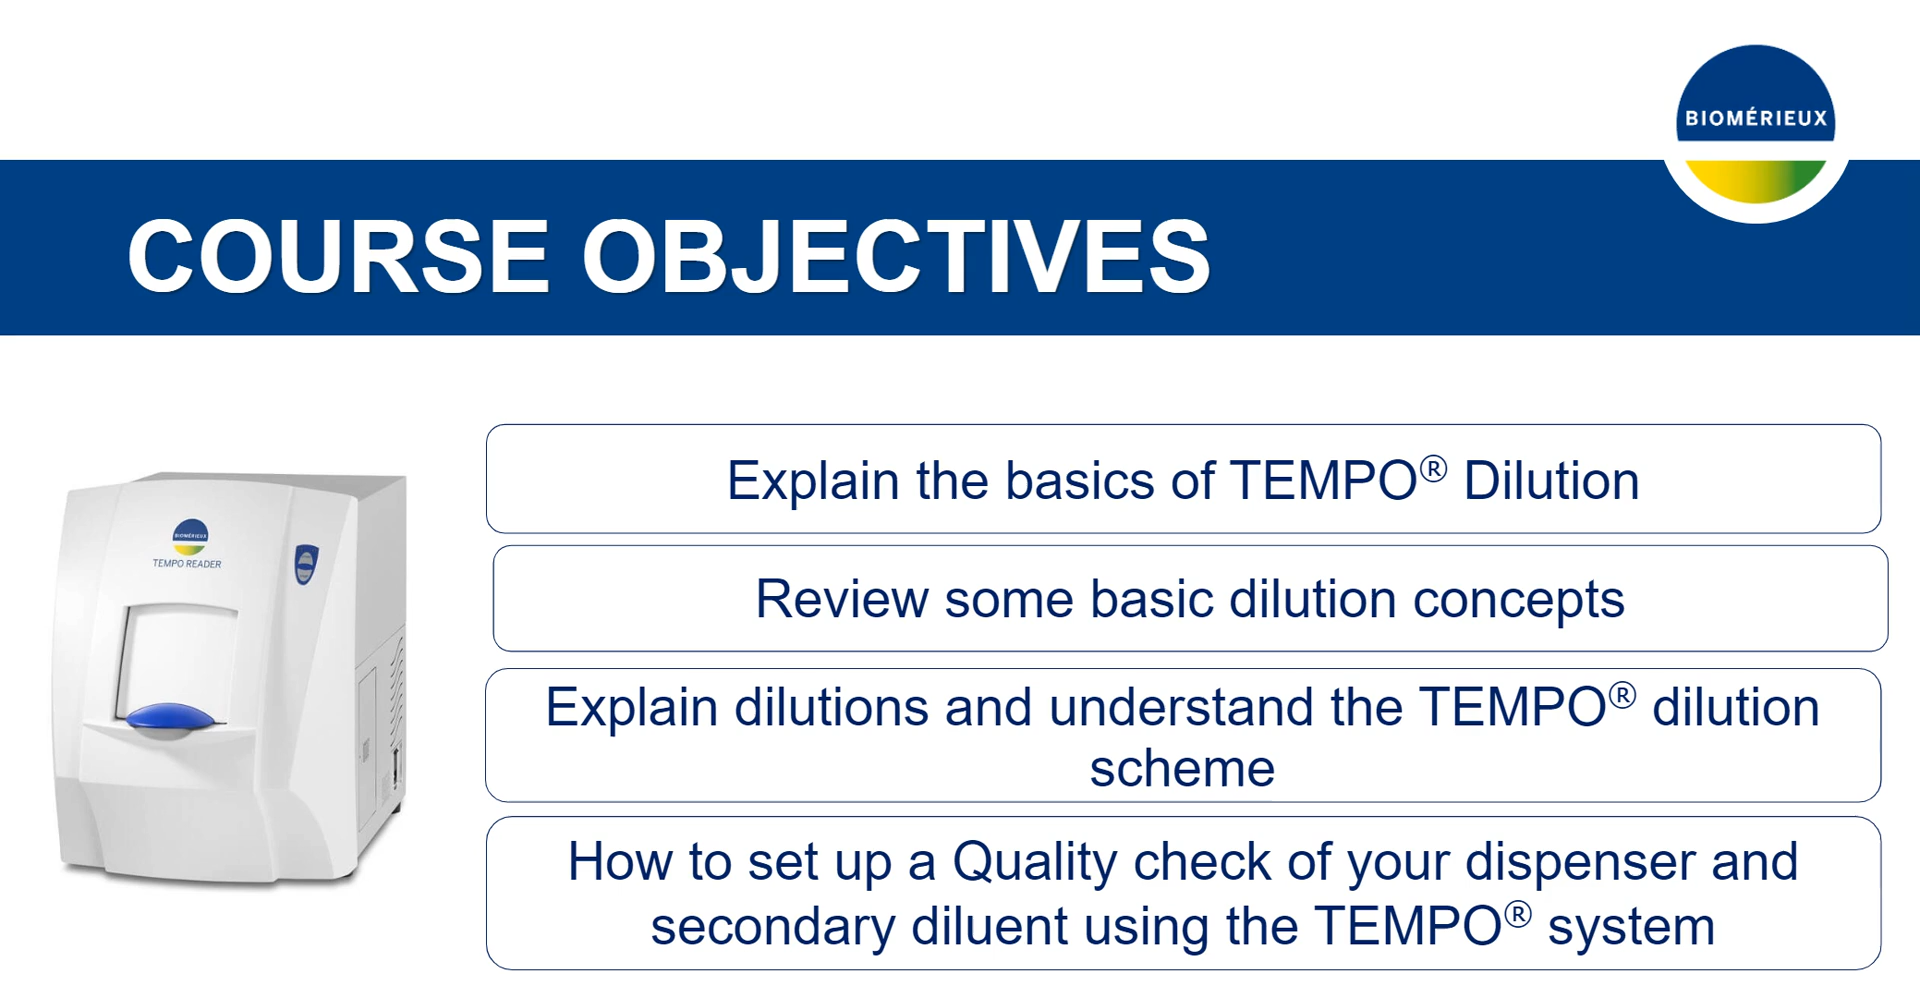 BIOMÉRIEUX
COURSE OBJECTIVES
BIOMÉRIEUX
TEMPO READER
Explain the basics of TEMPO® Dilution
Review some basic dilution concepts
Explain dilutions and understand the TEMPO® dilution
scheme
How to set up a Quality check of your dispenser and
secondary diluent using the TEMPO® system